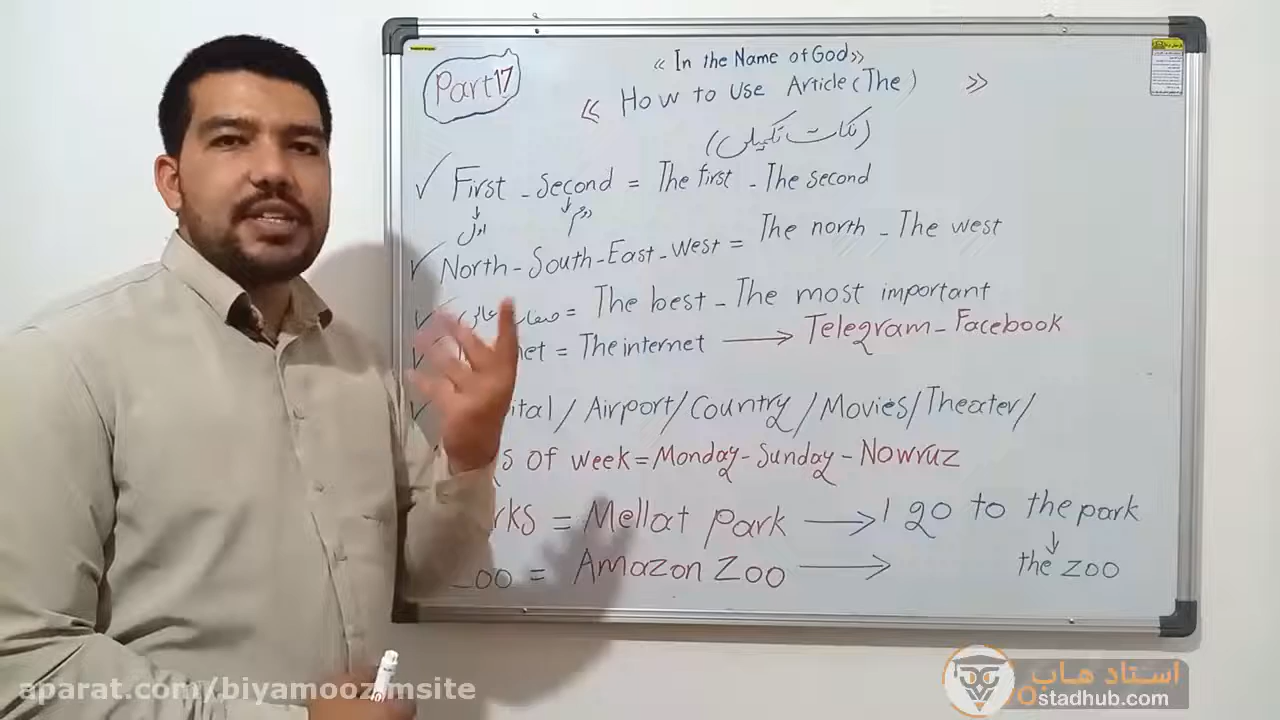 Part 17
« In the Name of God »
« How to Use Article (The) »
(نکات تکمیلی)
✓ First - Second = The first - The second
اول دوم
✓ North - South - East - west = The north - The west
✓ = The best - The most important
✓ net = The internet → Telegram - Facebook
✓ ital / Airport / Country / Movies / Theater /
s of week = Monday - Sunday - Nowruz
rks = Mellat park → I go to the park
Zoo = Amazon Zoo → the zoo
aparat.com/biyamoozimsite
استاد هاب
Ostadhub.com